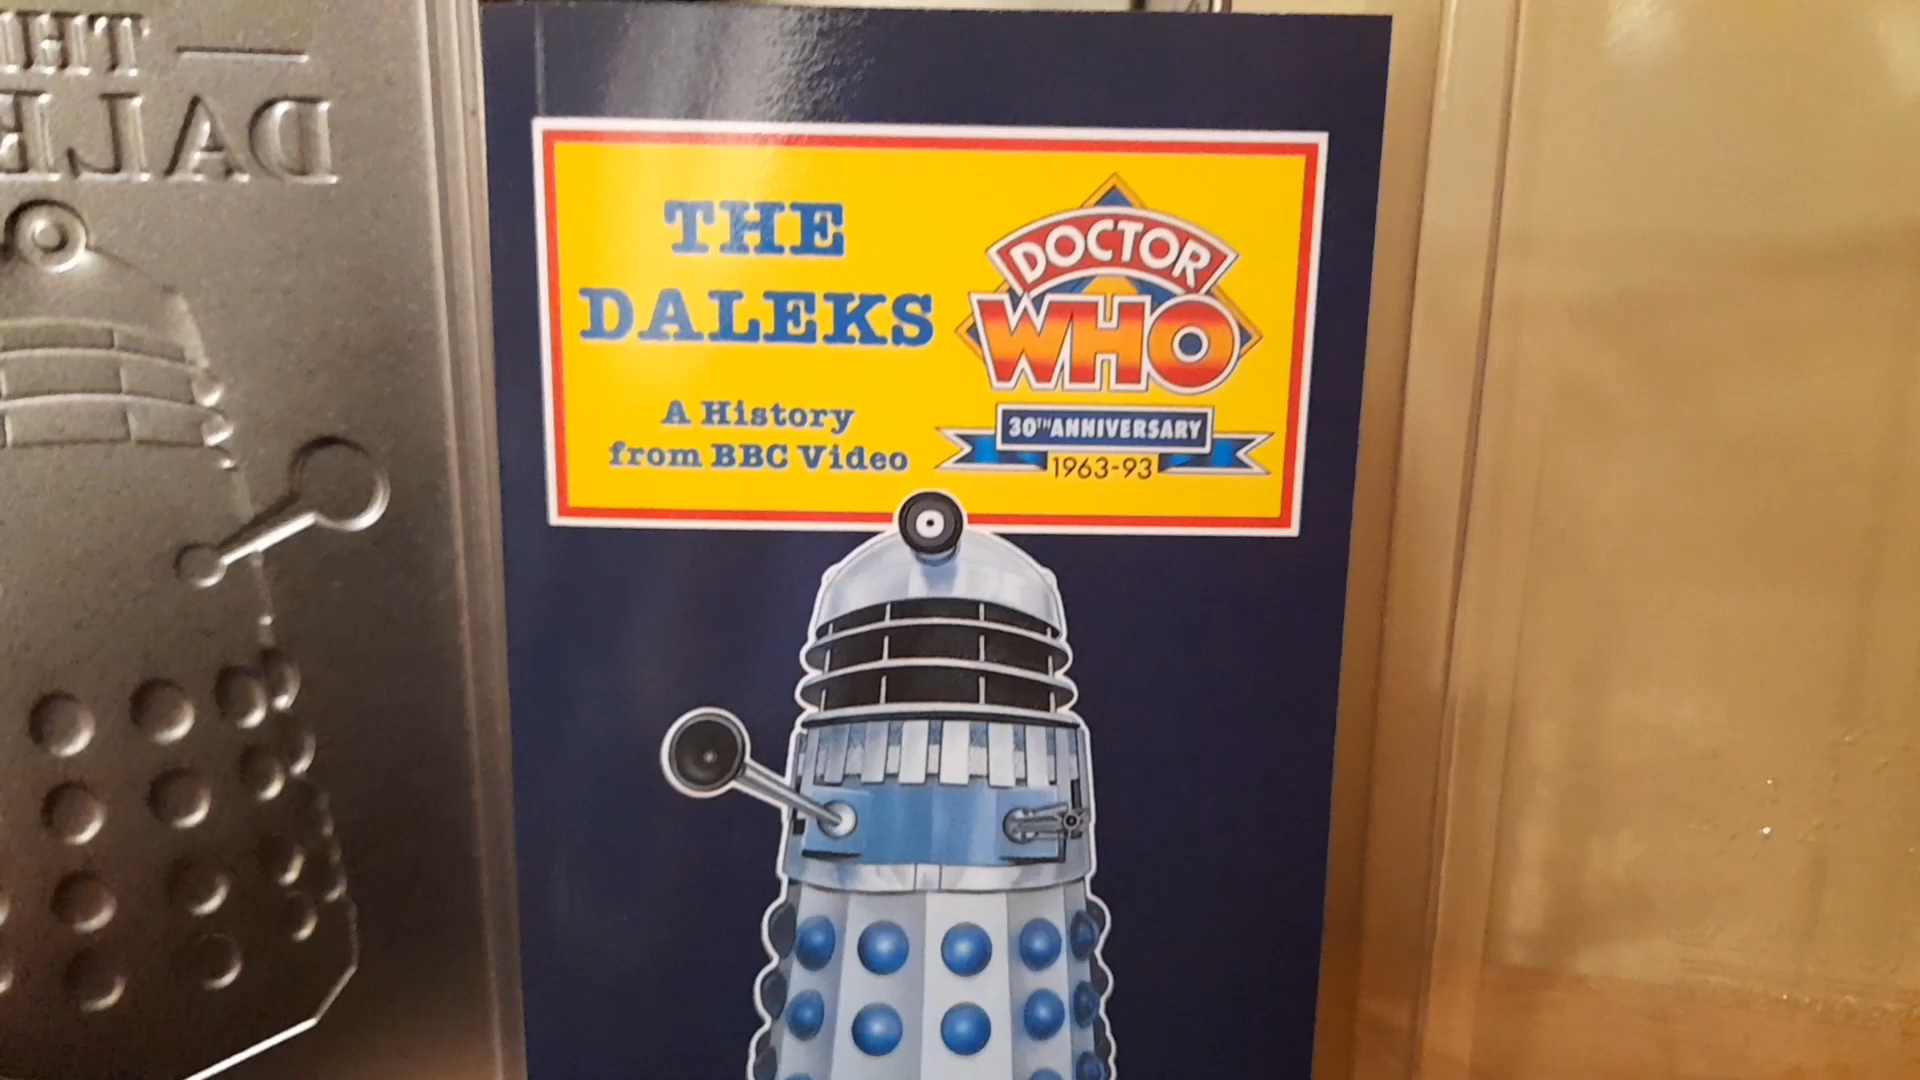 THE
DALE
THE
DALEKS
A History
from BBC Video
DOCTOR
WHO
30TH ANNIVERSARY
1963-93